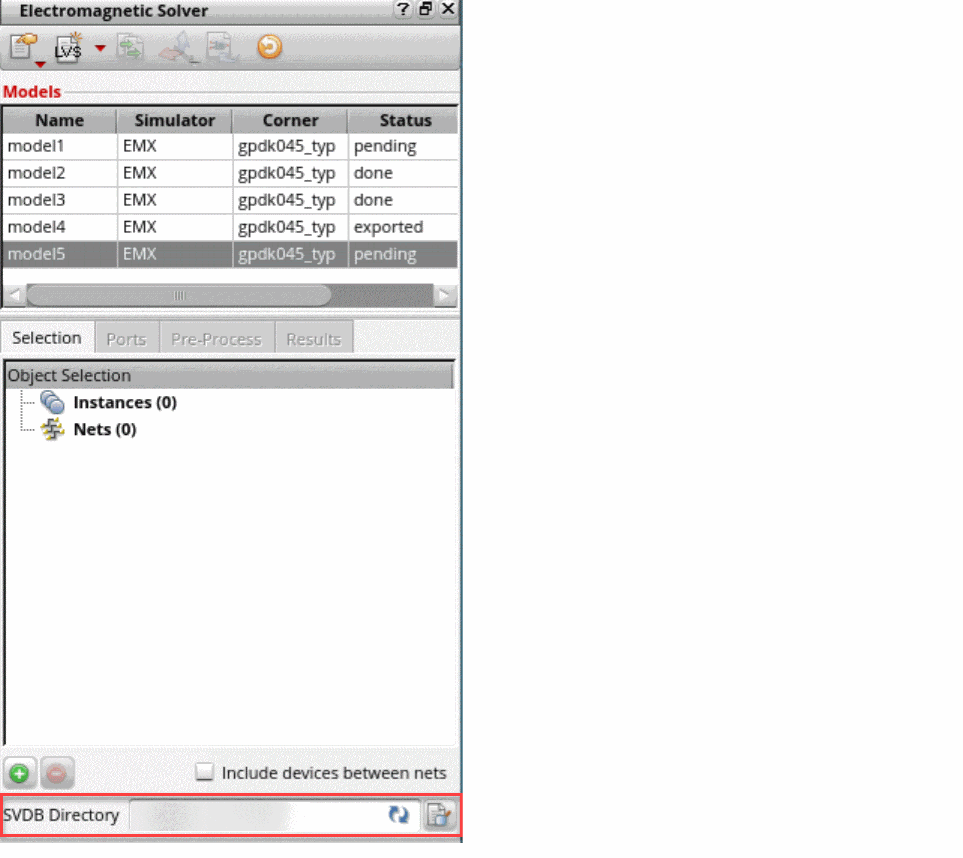 Electromagnetic Solver
LVS
Models
Name Simulator Corner Status
model1 EMX gpdk045_typ pending
model2 EMX gpdk045_typ done
model3 EMX gpdk045_typ done
model4 EMX gpdk045_typ exported
model5 EMX gpdk045_typ pending
Selection Ports Pre-Process Results
Object Selection
Instances (0)
Nets (0)
Include devices between nets
SVDB Directory